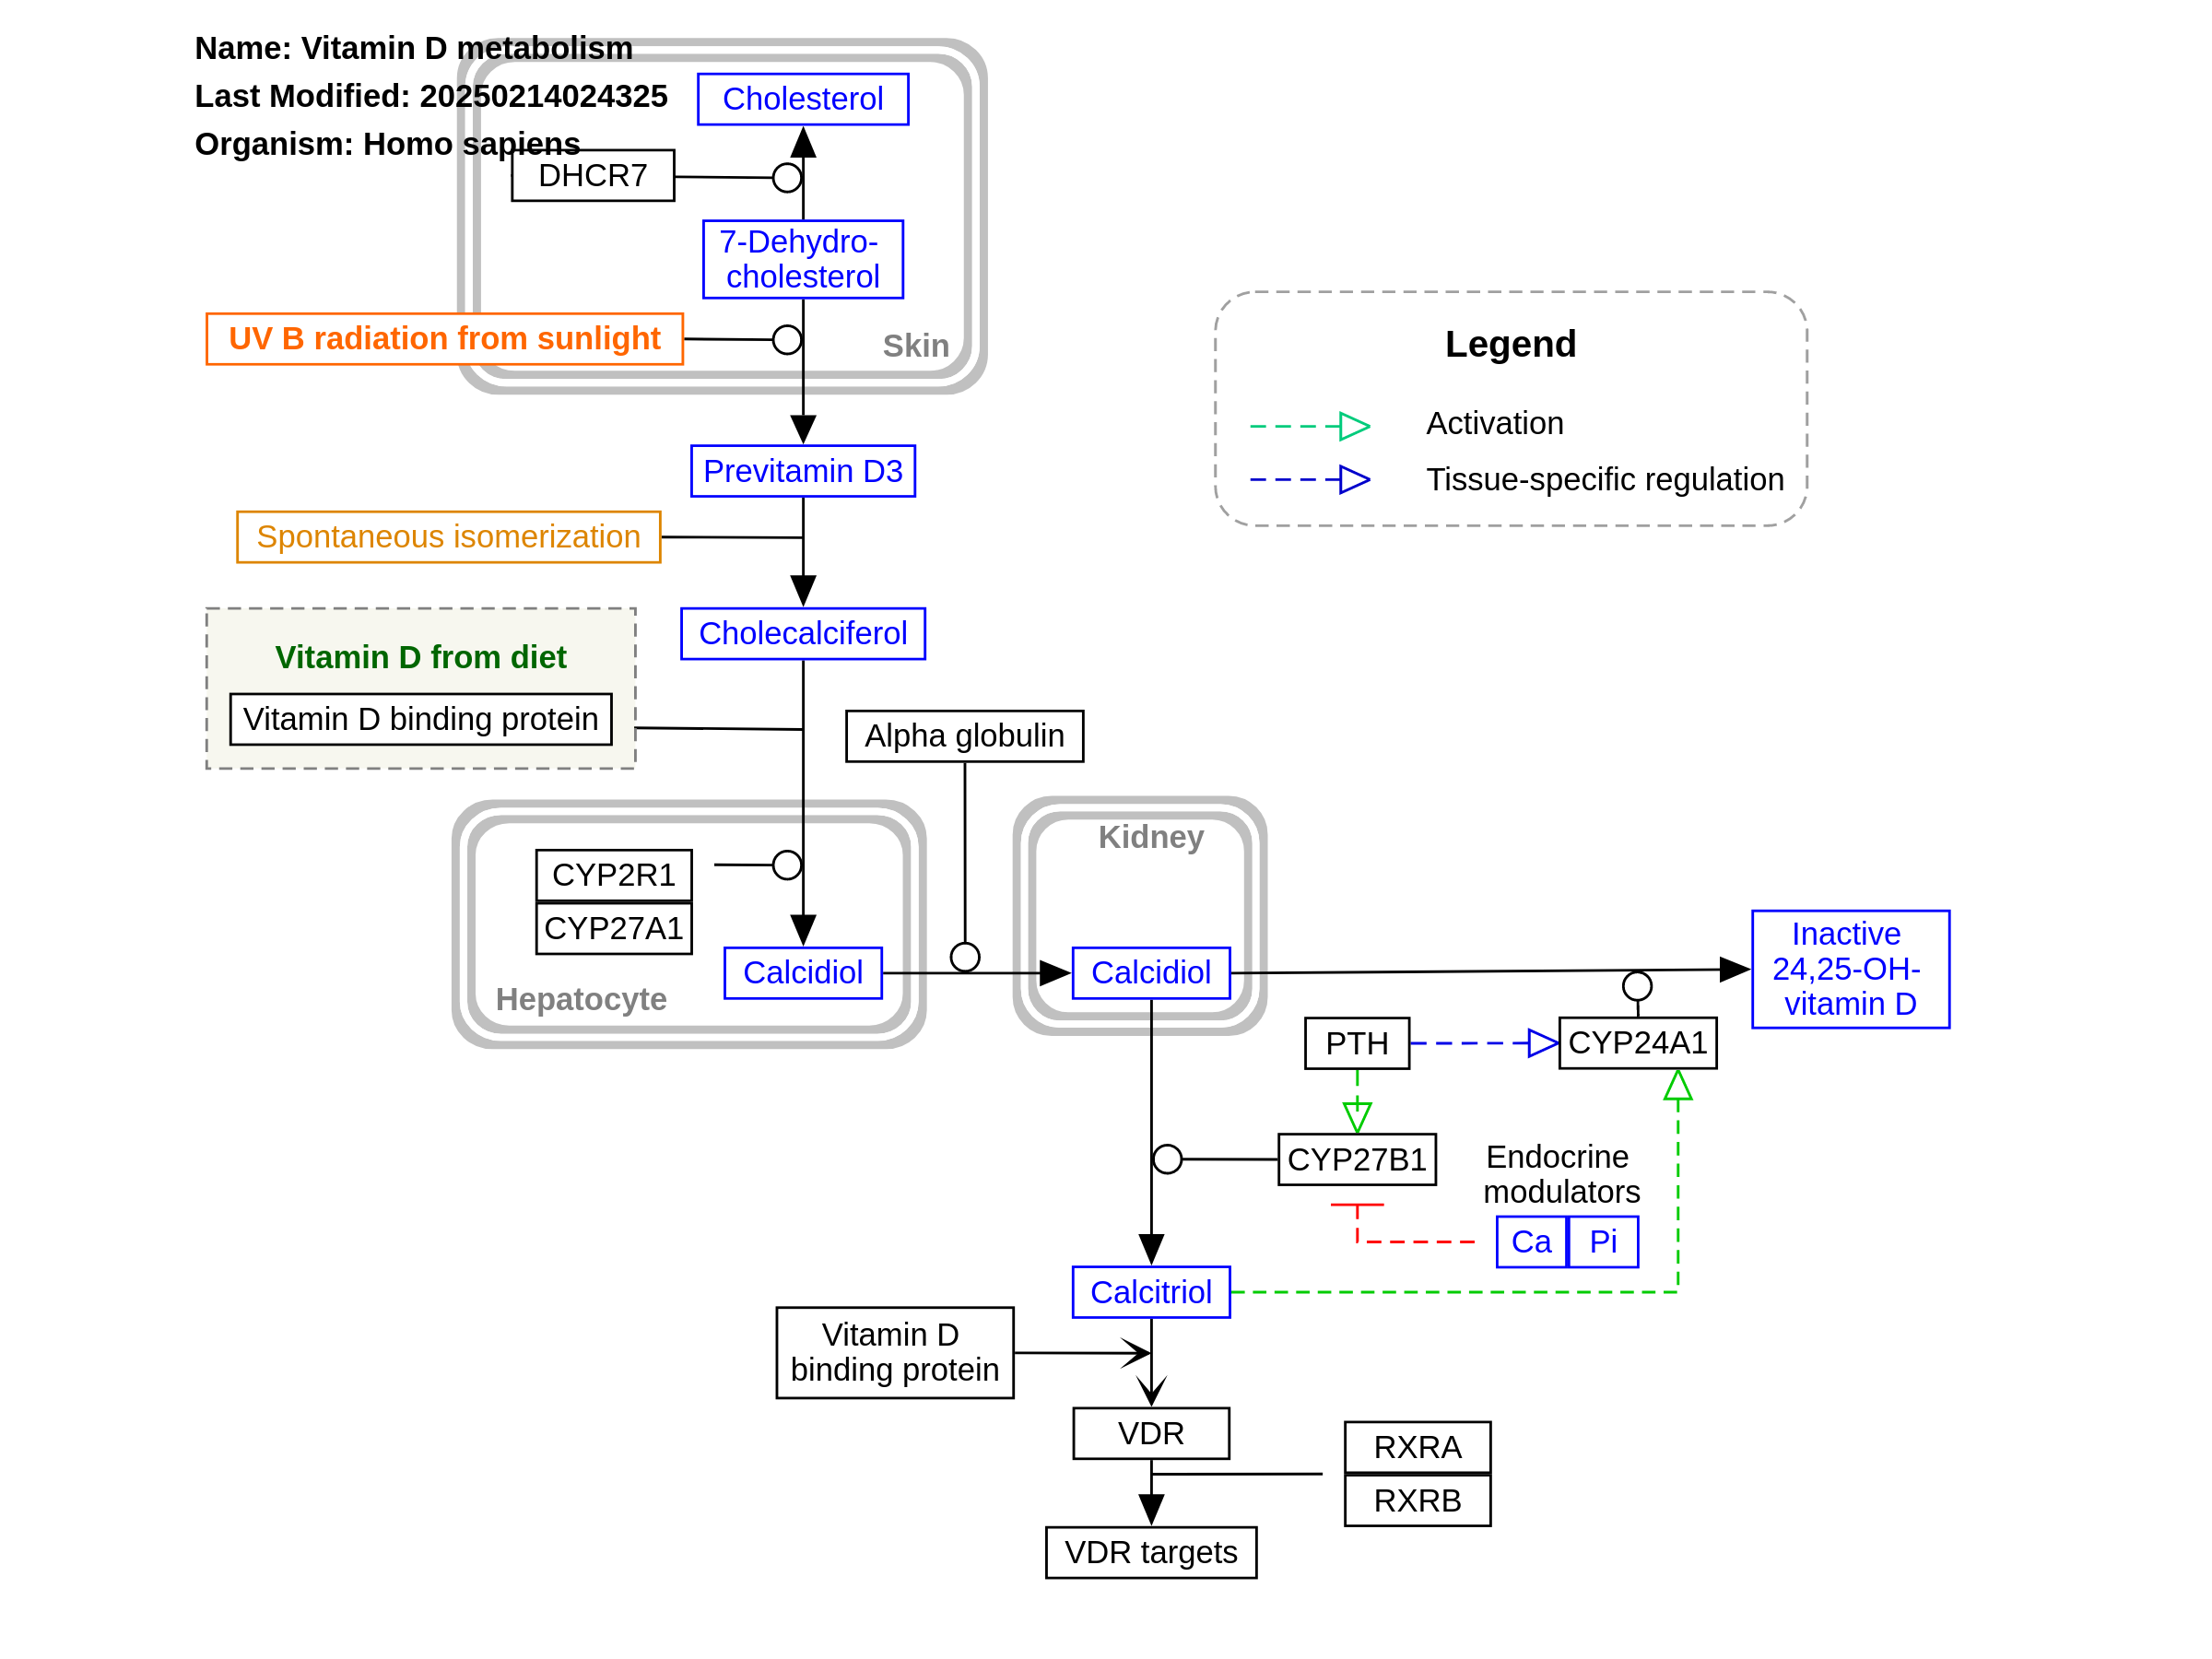 Name: Vitamin D metabolism
Last Modified: 20250214024325
Organism: Homo sapiens
Cholesterol
DHCR7
7-Dehydro-
cholesterol
UV B radiation from sunlight
Skin
Legend
Activation
Tissue-specific regulation
Previtamin D3
Spontaneous isomerization
Cholecalciferol
Vitamin D from diet
Vitamin D binding protein
Alpha globulin
Kidney
CYP2R1
CYP27A1
Calcidiol
Hepatocyte
Calcidiol
Inactive
24,25-OH-
vitamin D
PTH
CYP24A1
CYP27B1
Endocrine
modulators
Ca
Pi
Calcitriol
Vitamin D
binding protein
VDR
RXRA
RXRB
VDR targets